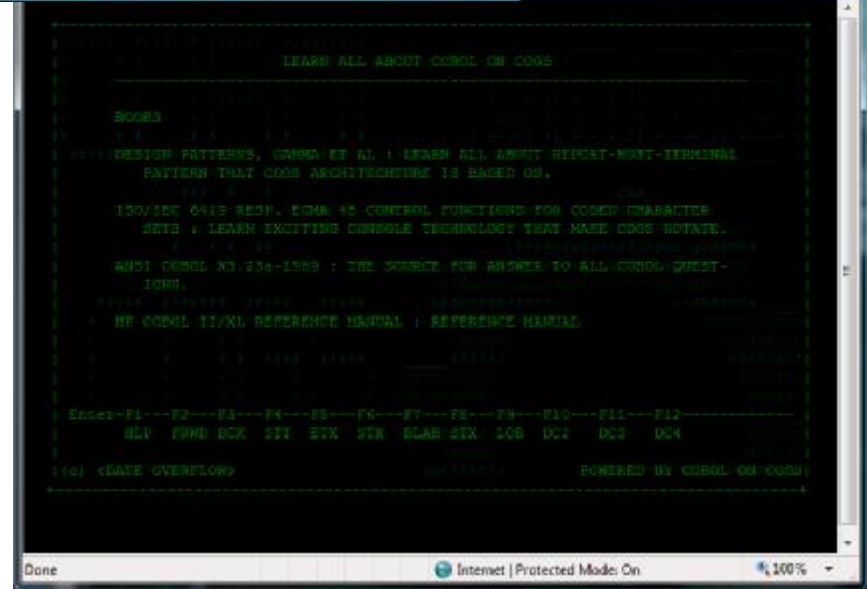 LEARN ALL ABOUT COBOL ON COGS
BOOKS
DESIGN PATTERNS, GAMMA ET AL : LEARN ALL ABOUT REPORT-HOST-TERMINAL
PATTERN THAT COGS ARCHITECHTURE IS BASED ON.
ISO/IEC 6429 RESP. ECMA 48 CONTROL FUNCTIONS FOR CODED CHARACTER
SETS : LEARN EXCITING CONSOLE TECHNOLOGY THAT MAKE COGS ROTATE.
ANSI COBOL X3.23A-1989 : THE SOURCE FOR ANSWER TO ALL COBOL QUEST-
IONS.
HP COBOL II/XL REFERENCE MANUAL : REFERENCE MANUAL
Enter-F1---F2---F3---F4---F5---F6---F7---F8---F9---F10---F11---F12
HLP FRWD BCK STX ETX BLAB STX LOB DC2 DC3 DC4
(c) <DATE OVERFLOW> POWERED BY COBOL ON COGS
Done Internet | Protected Mode: On 100%